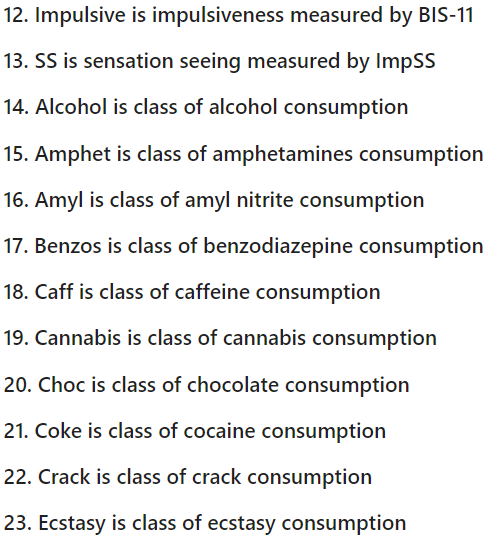 12. Impulsive is impulsiveness measured by BIS-11
13. SS is sensation seeing measured by ImpSS
14. Alcohol is class of alcohol consumption
15. Amphet is class of amphetamines consumption
16. Amyl is class of amyl nitrite consumption
17. Benzos is class of benzodiazepine consumption
18. Caff is class of caffeine consumption
19. Cannabis is class of cannabis consumption
20. Choc is class of chocolate consumption
21. Coke is class of cocaine consumption
22. Crack is class of crack consumption
23. Ecstasy is class of ecstasy consumption